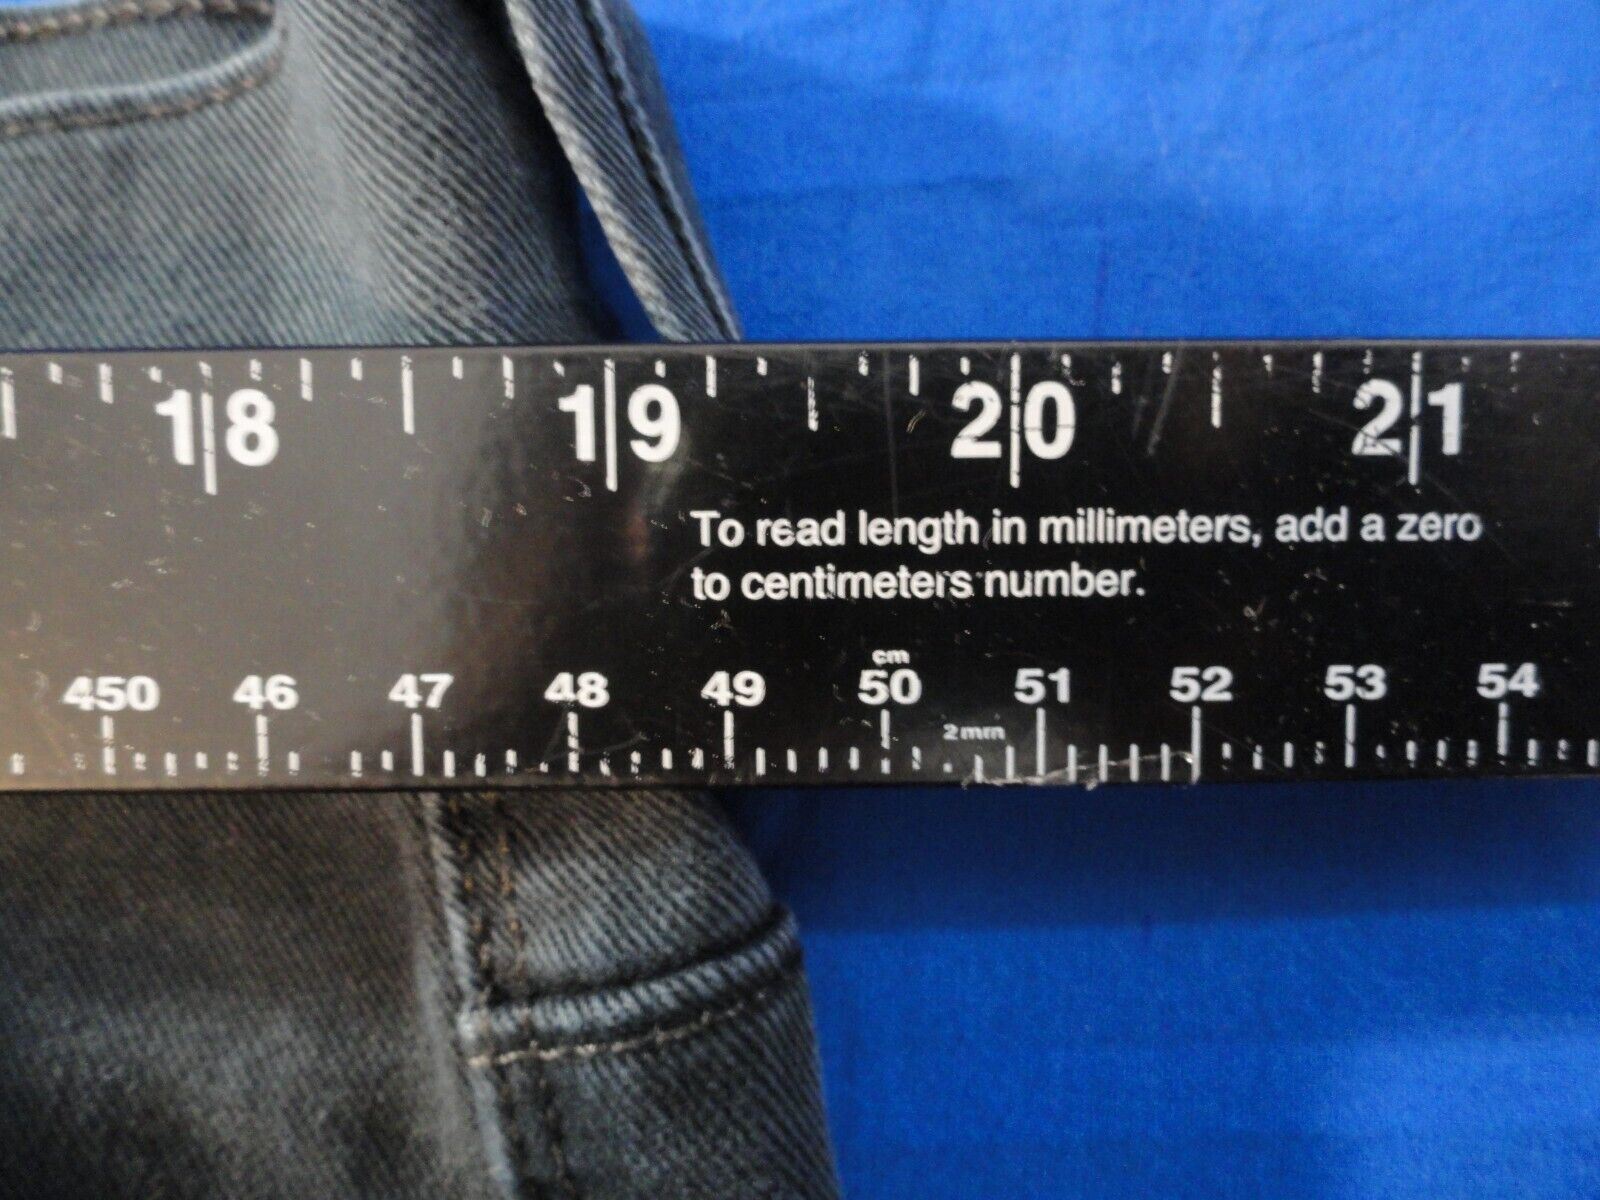 18 19 20 21
To read length in millimeters, add a zero
to centimeters number.
cm
450 46 47 48 49 50 51 52 53 54
2mm